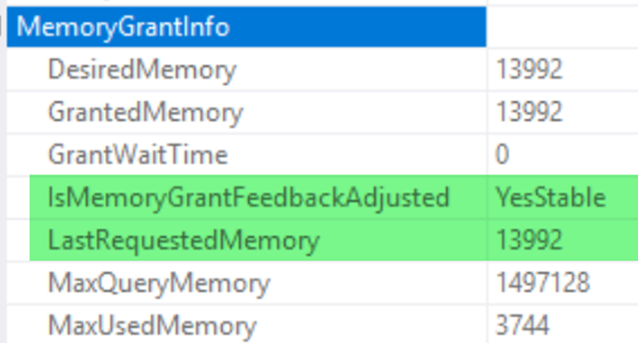 MemoryGrantInfo
DesiredMemory 13992
GrantedMemory 13992
GrantWaitTime 0
IsMemoryGrantFeedbackAdjusted YesStable
LastRequestedMemory 13992
MaxQueryMemory 1497128
MaxUsedMemory 3744